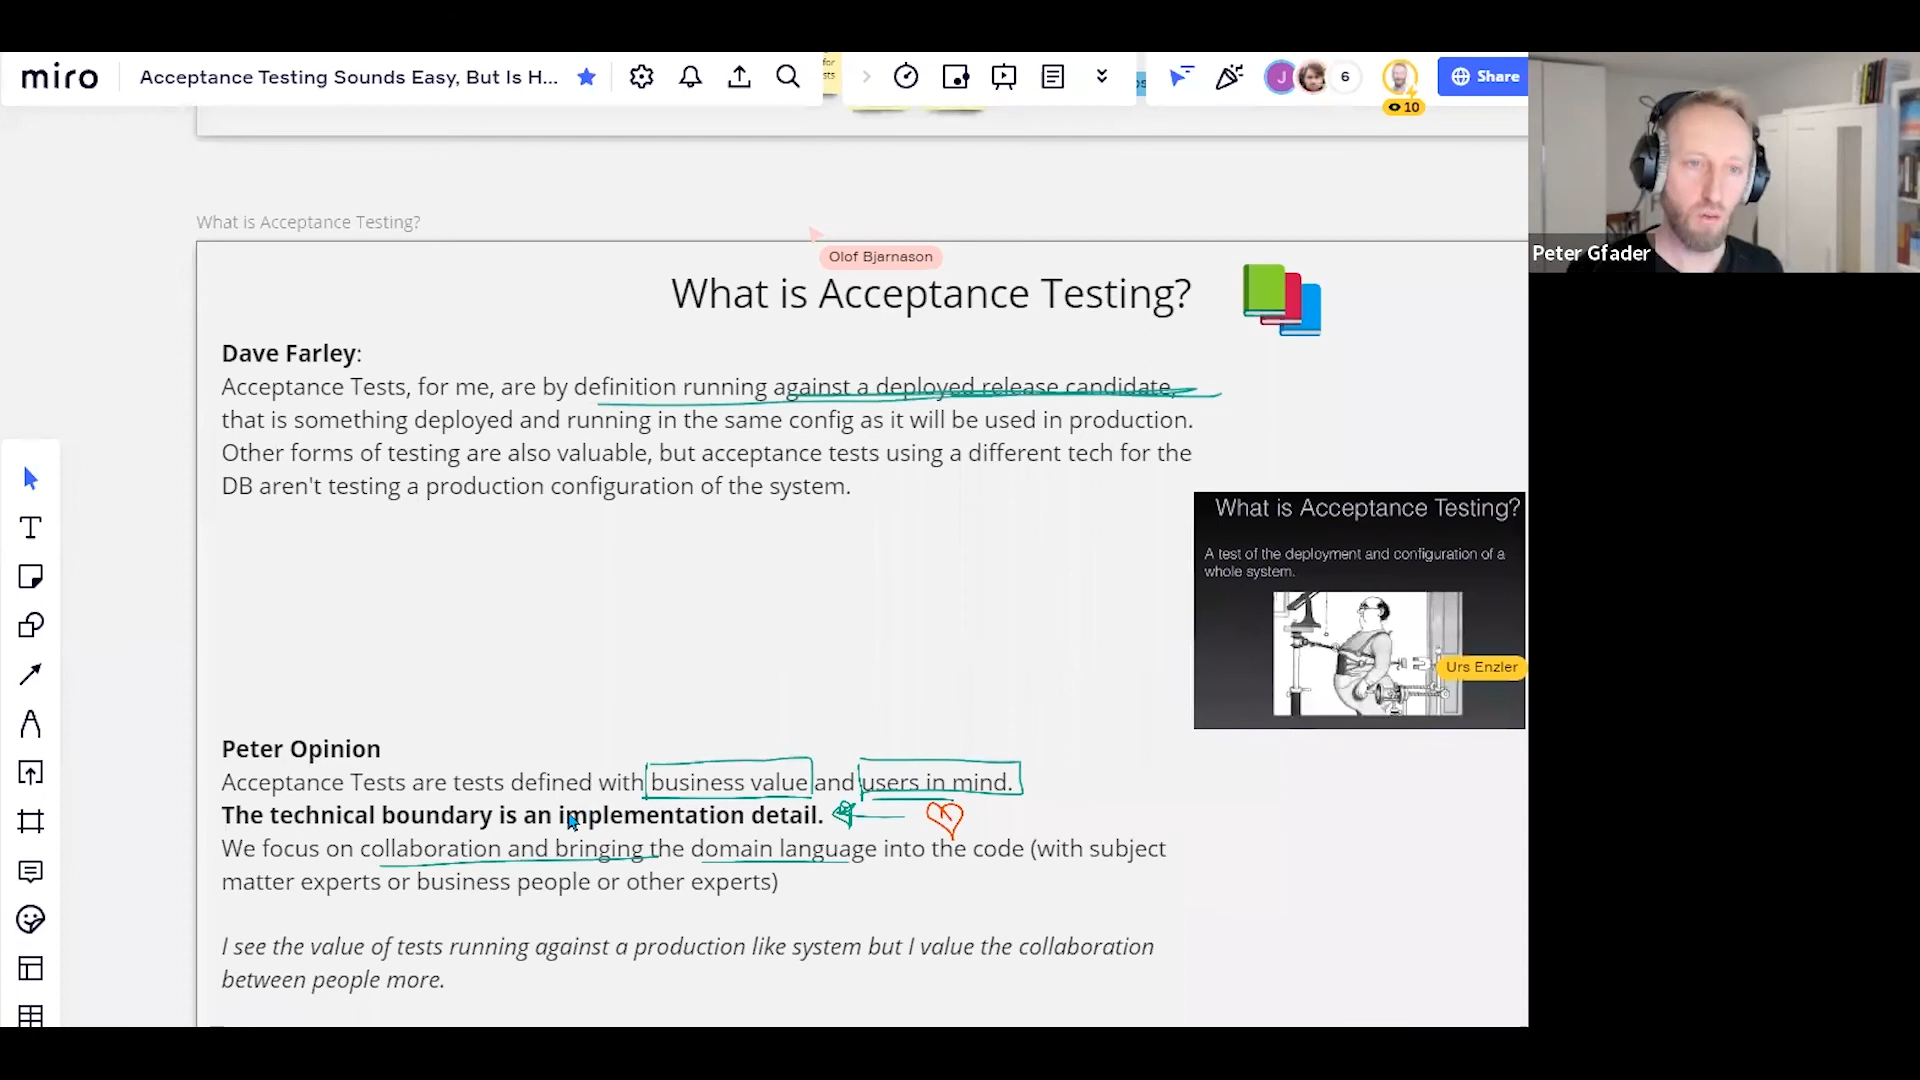 miro
Acceptance Testing Sounds Easy, But Is H...
for
sts
J
6
10
Share
What is Acceptance Testing?
Olof Bjarnason
What is Acceptance Testing?
Peter Gfader
Dave Farley:
Acceptance Tests, for me, are by definition running against a deployed release candidate,
that is something deployed and running in the same config as it will be used in production.
Other forms of testing are also valuable, but acceptance tests using a different tech for the
DB aren't testing a production configuration of the system.
What is Acceptance Testing?
A test of the deployment and configuration of a
whole system.
Urs Enzler
Peter Opinion
Acceptance Tests are tests defined with business value and users in mind.
The technical boundary is an implementation detail.
We focus on collaboration and bringing the domain language into the code (with subject
matter experts or business people or other experts)
I see the value of tests running against a production like system but I value the collaboration
between people more.